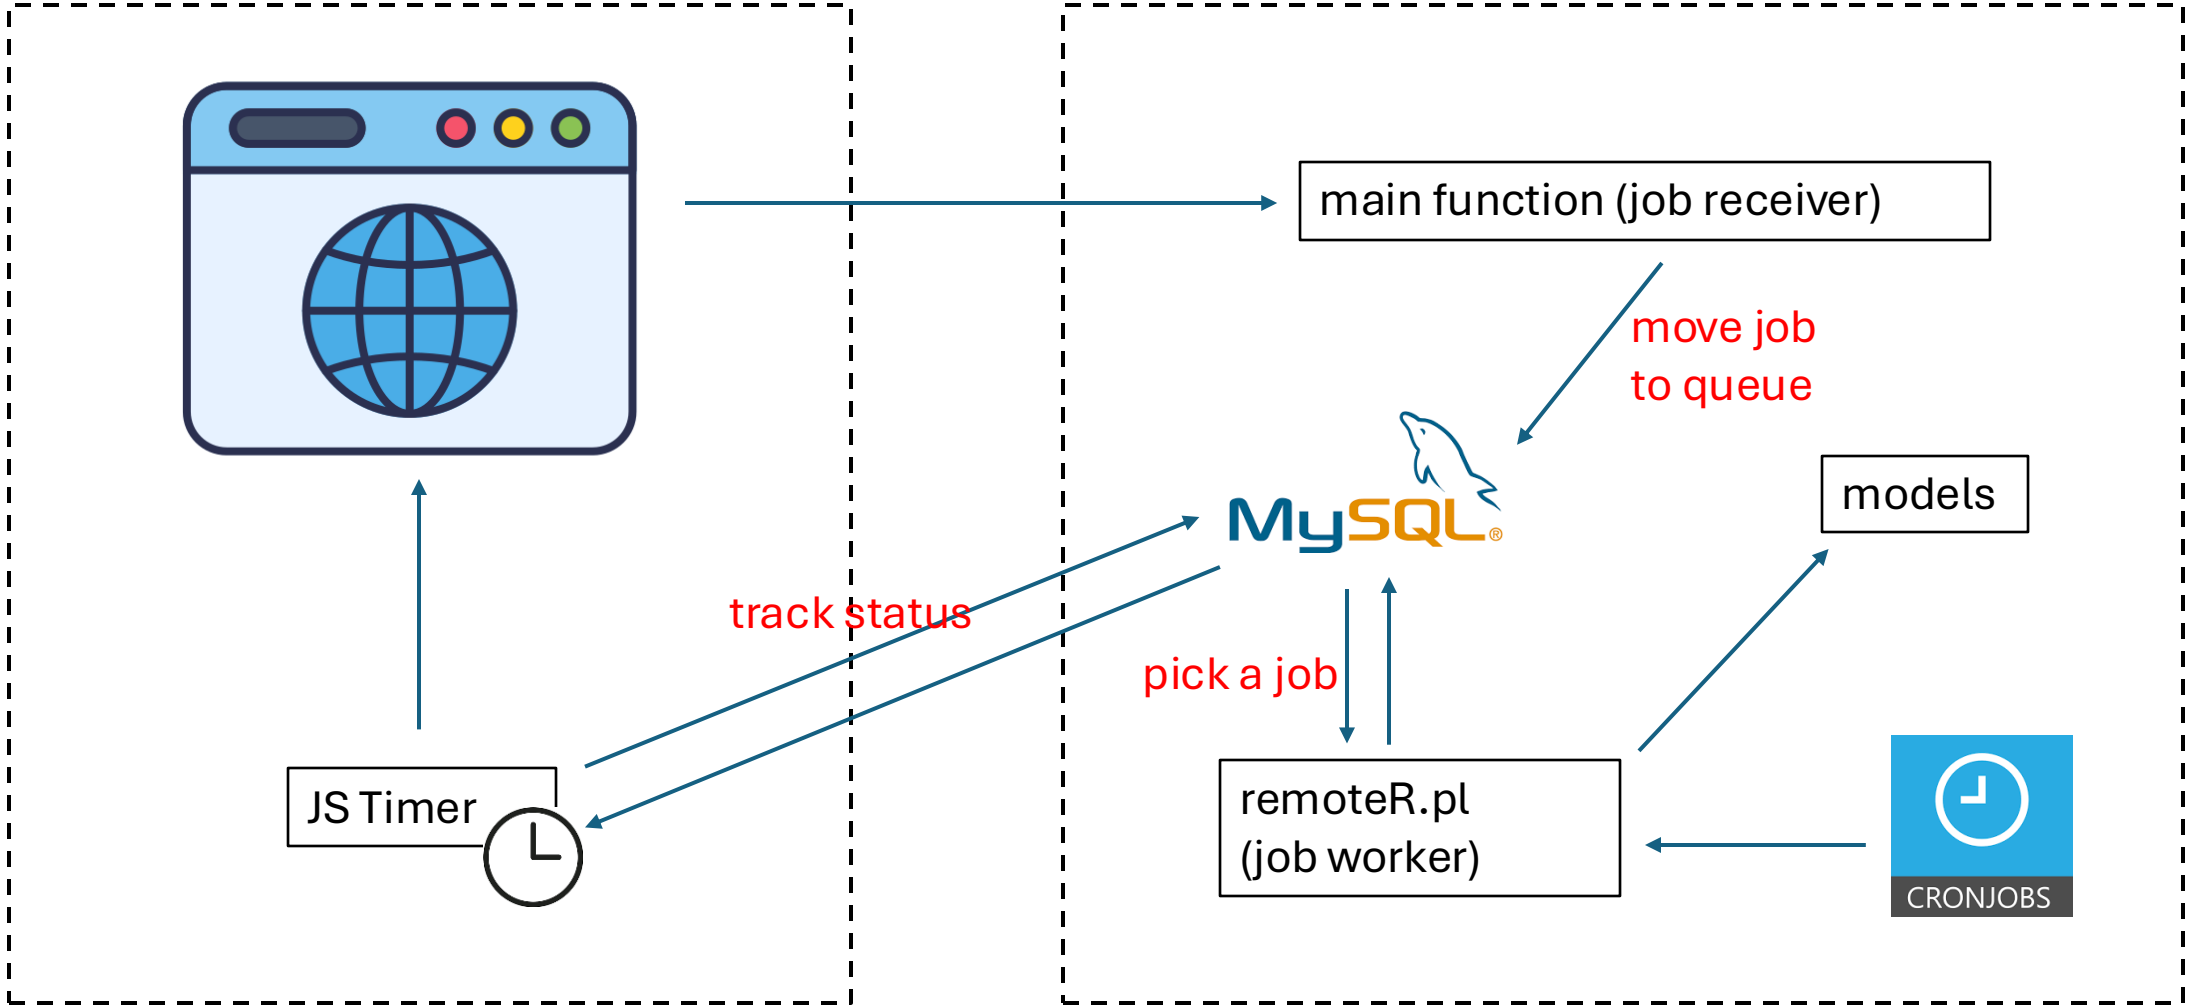 main function (job receiver)
move job
to queue
MySQL®
models
track status
pick a job
JS Timer
remoteR.pl
(job worker)
CRONJOBS